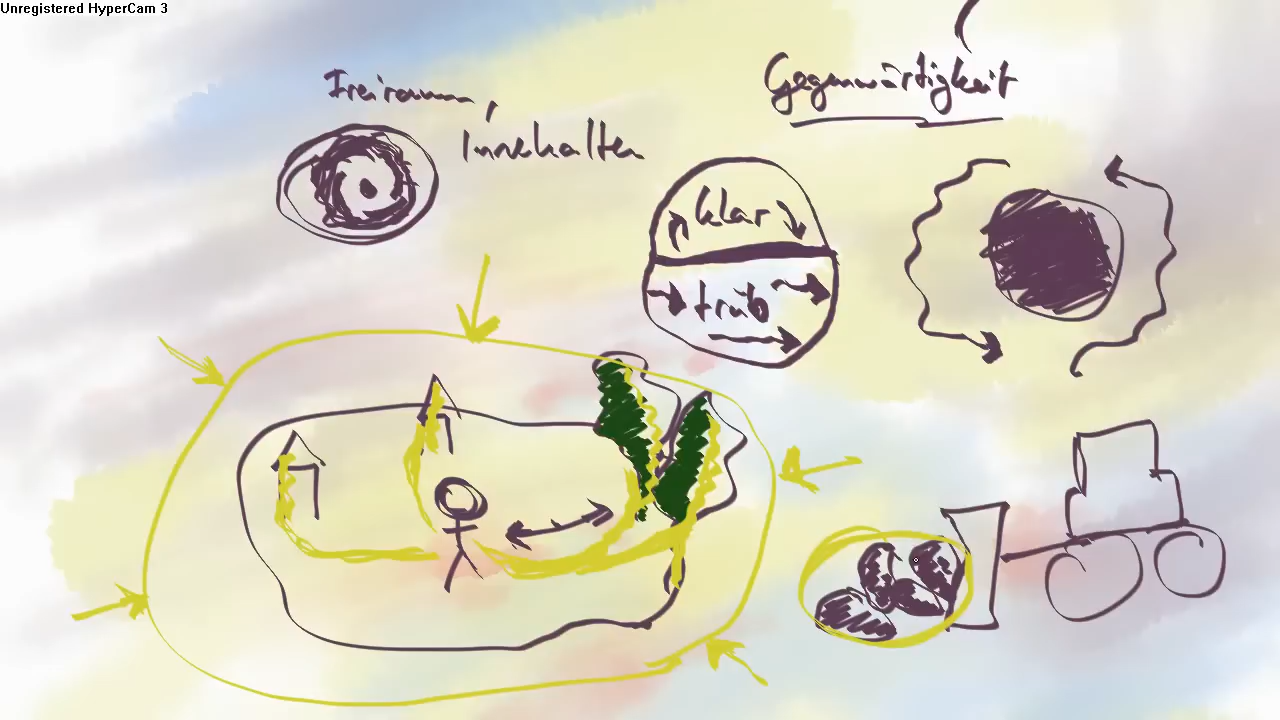 Unregistered HyperCam 3
Freiraum,
Innehalten
Gegenwärtigkeit
klar
trüb